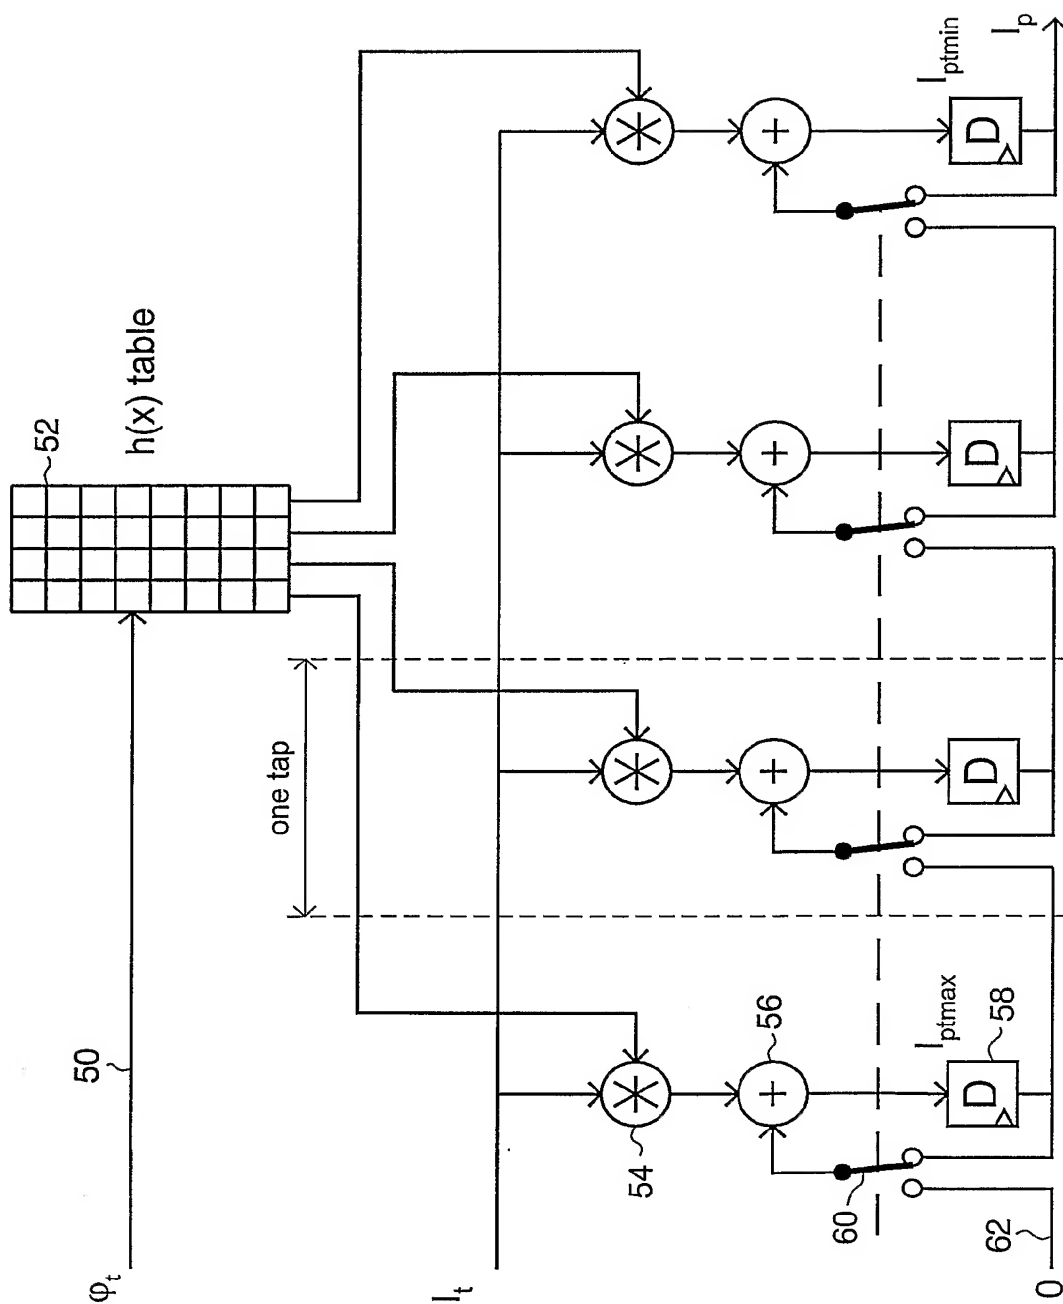 φt
50
52
h(x) table
one tap
It
54
56
60
Iptmax
D
58
D
D
Iptmin
D
62
0
Ip